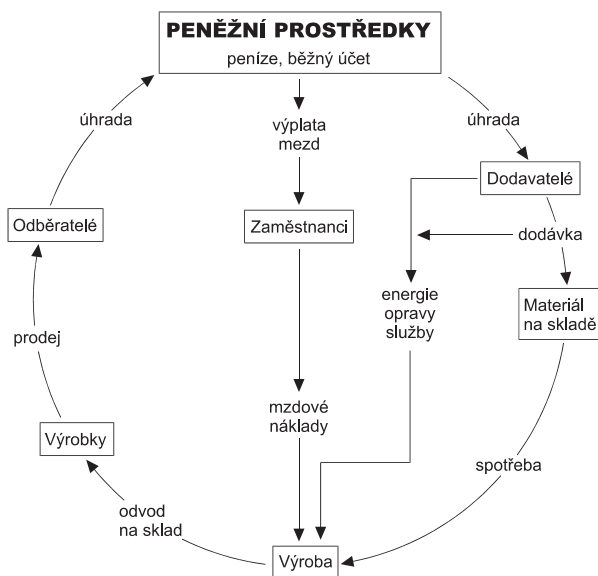 PENĚŽNÍ PROSTŘEDKY
peníze, běžný účet
úhrada
výplata
mezd
úhrada
Dodavatelé
Odběratelé
Zaměstnanci
dodávka
energie
opravy
služby
Materiál
na skladě
prodej
mzdové
náklady
Výrobky
spotřeba
odvod
na sklad
Výroba